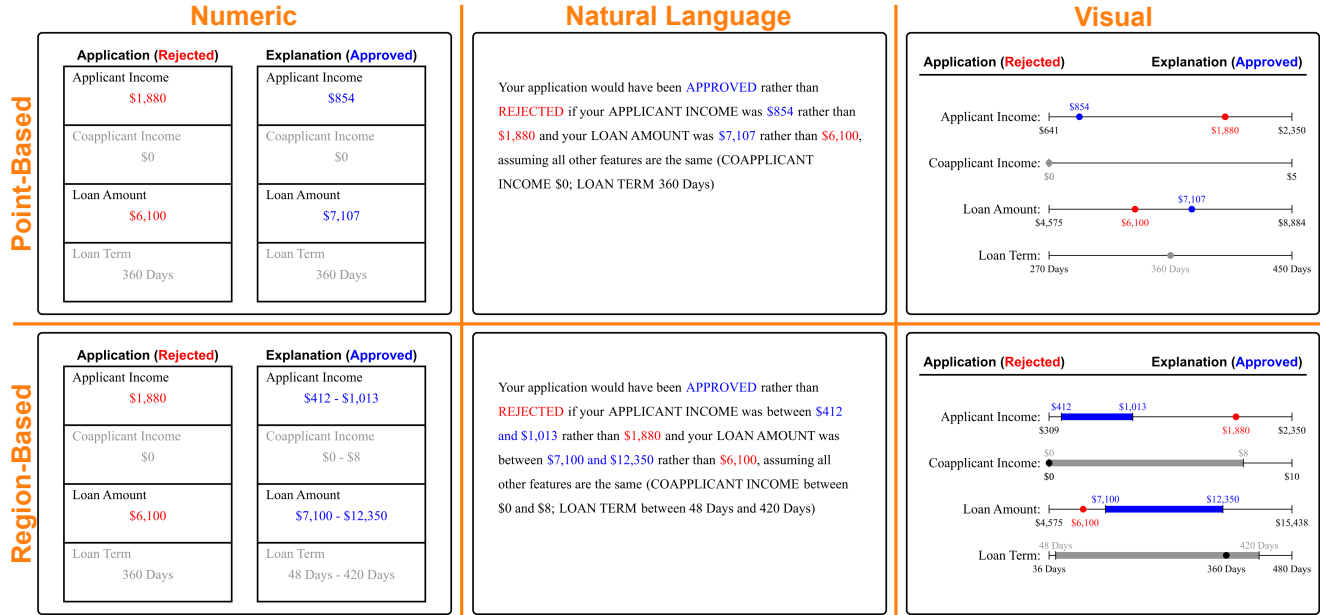 Numeric
Natural Language
Visual
Point-Based
Application (Rejected)
Explanation (Approved)
Applicant Income
$1,880
Applicant Income
$854
Coapplicant Income
$0
Coapplicant Income
$0
Loan Amount
$6,100
Loan Amount
$7,107
Loan Term
360 Days
Loan Term
360 Days
Your application would have been APPROVED rather than
REJECTED if your APPLICANT INCOME was $854 rather than
$1,880 and your LOAN AMOUNT was $7,107 rather than $6,100,
assuming all other features are the same (COAPPLICANT
INCOME $0; LOAN TERM 360 Days)
Application (Rejected)
Explanation (Approved)
$854
Applicant Income:
$641
$1,880
$2,350
Coapplicant Income:
$0
$5
$7,107
Loan Amount:
$4,575
$6,100
$8,884
Loan Term:
270 Days
360 Days
450 Days
Region-Based
Application (Rejected)
Explanation (Approved)
Applicant Income
$1,880
Applicant Income
$412 - $1,013
Coapplicant Income
$0
Coapplicant Income
$0 - $8
Loan Amount
$6,100
Loan Amount
$7,100 - $12,350
Loan Term
360 Days
Loan Term
48 Days - 420 Days
Your application would have been APPROVED rather than
REJECTED if your APPLICANT INCOME was between $412
and $1,013 rather than $1,880 and your LOAN AMOUNT was
between $7,100 and $12,350 rather than $6,100, assuming all
other features are the same (COAPPLICANT INCOME between
$0 and $8; LOAN TERM between 48 Days and 420 Days)
Application (Rejected)
Explanation (Approved)
$412
$1,013
Applicant Income:
$309
$1,880
$2,350
$0
$8
Coapplicant Income:
$0
$10
$7,100
$12,350
Loan Amount:
$4,575
$6,100
$15,438
48 Days
420 Days
Loan Term:
36 Days
360 Days
480 Days